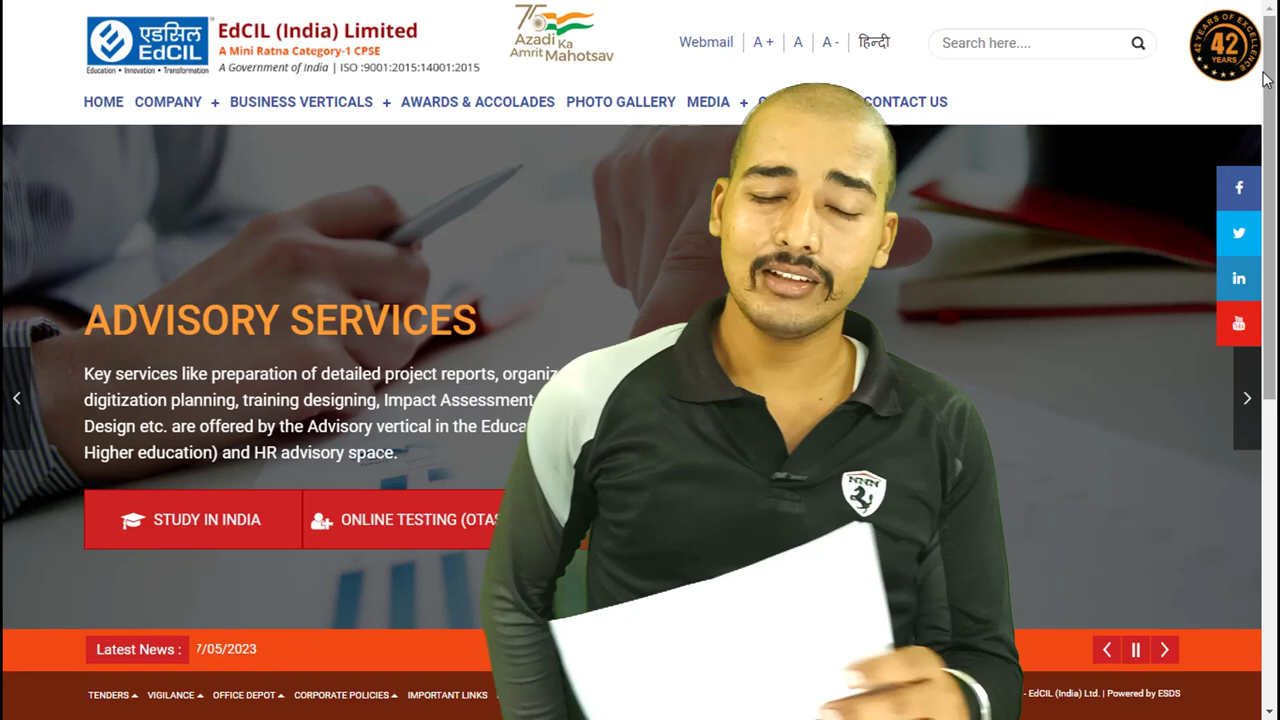 एडसिल
EdCIL
Education • Innovation • Transformation
EdCIL (India) Limited
A Mini Ratna Category-1 CPSE
A Government of India | ISO :9001:2015:14001:2015
75
Azadi Ka
Amrit Mahotsav
Webmail
A +
A
A -
हिन्दी
Search here....
42 YEARS OF EXCELLENCE
42
YEARS
HOME
COMPANY +
BUSINESS VERTICALS +
AWARDS & ACCOLADES
PHOTO GALLERY
MEDIA +
CONTACT US
ADVISORY SERVICES
Key services like preparation of detailed project reports,
digitization planning, training designing, Impact Assessment
Design etc. are offered by the Advisory vertical in the
Higher education) and HR advisory space.
STUDY IN INDIA
ONLINE TESTING (OTAS
Latest News :
7/05/2023
TENDERS
VIGILANCE
OFFICE DEPOT
CORPORATE POLICIES
IMPORTANT LINKS
- EdCIL (India) Ltd. | Powered by ESDS